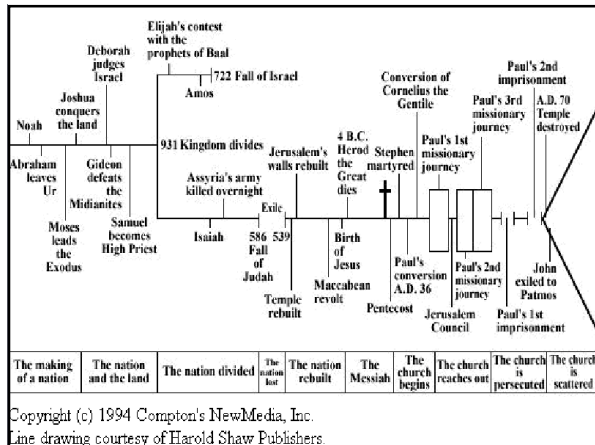 Noah
Abraham
leaves
Ur
Moses
leads
the
Exodus
Joshua
conquers
the land
Deborah
judges
Israel
Gideon
defeats
the
Midianites
Samuel
becomes
High Priest
Elijah's contest
with the
prophets of Baal
722 Fall of Israel
Amos
931 Kingdom divides
Assyria's army
killed overnight
Isaiah
Exile
586 539
Fall
of
Judah
Temple
rebuilt
Jerusalem's
walls rebuilt
Maccabean
revolt
4 B.C.
Herod
the
Great
dies
Birth
of
Jesus
Stephen
martyred
Pentecost
Conversion of
Cornelius the
Gentile
Paul's
conversion
A.D. 36
Paul's 1st
missionary
journey
Jerusalem
Council
Paul's 3rd
missionary
journey
Paul's 2nd
missionary
journey
Paul's 1st
imprisonment
Paul's 2nd
imprisonment
A.D. 70
Temple
destroyed
John
exiled to
Patmos
The making
of a nation
The nation
and the land
The nation divided
The
nation
lost
The nation
rebuilt
The
Messiah
The
church
begins
The church
reaches out
The church
is
persecuted
The
church is
scattered
Copyright (c) 1994 Compton's NewMedia, Inc.
Line drawing courtesy of Harold Shaw Publishers.